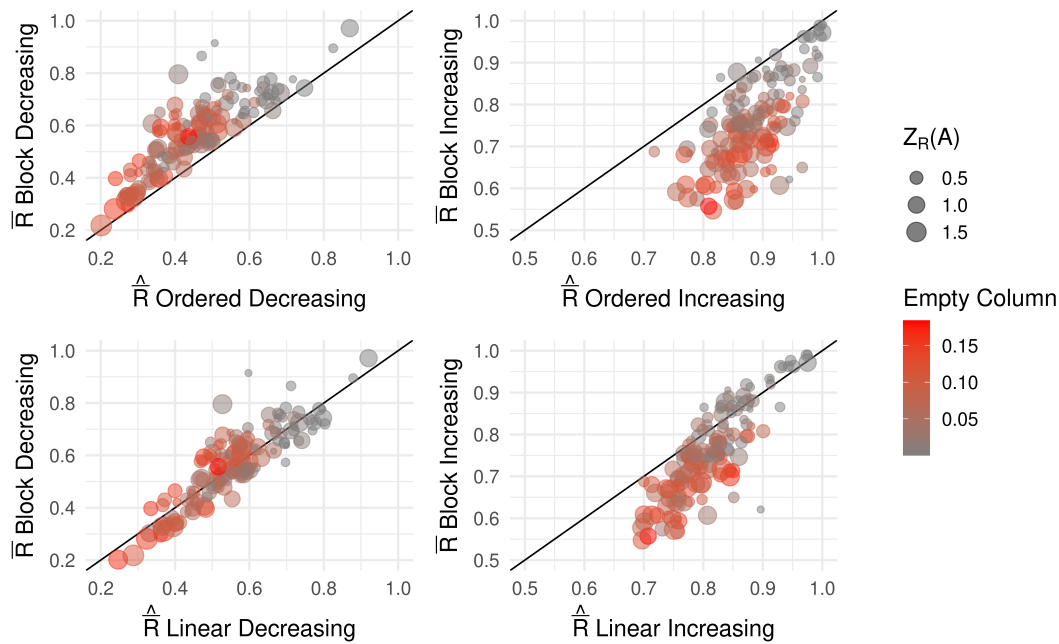 1.0
0.8
0.6
0.4
0.2
R̅ Block Decreasing
0.2 0.4 0.6 0.8 1.0
R̅̂ Ordered Decreasing
1.0
0.9
0.8
0.7
0.6
0.5
R̅ Block Increasing
0.5 0.6 0.7 0.8 0.9 1.0
R̅̂ Ordered Increasing
1.0
0.8
0.6
0.4
0.2
R̅ Block Decreasing
0.2 0.4 0.6 0.8 1.0
R̅̂ Linear Decreasing
1.0
0.9
0.8
0.7
0.6
0.5
R̅ Block Increasing
0.5 0.6 0.7 0.8 0.9 1.0
R̅̂ Linear Increasing
Z_R(A)
0.5
1.0
1.5
Empty Column
0.15
0.10
0.05